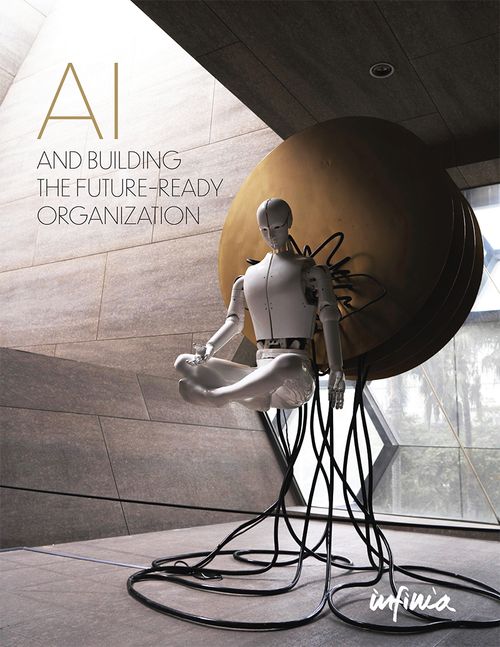 AI
AND BUILDING
THE FUTURE-READY
ORGANIZATION
infinia